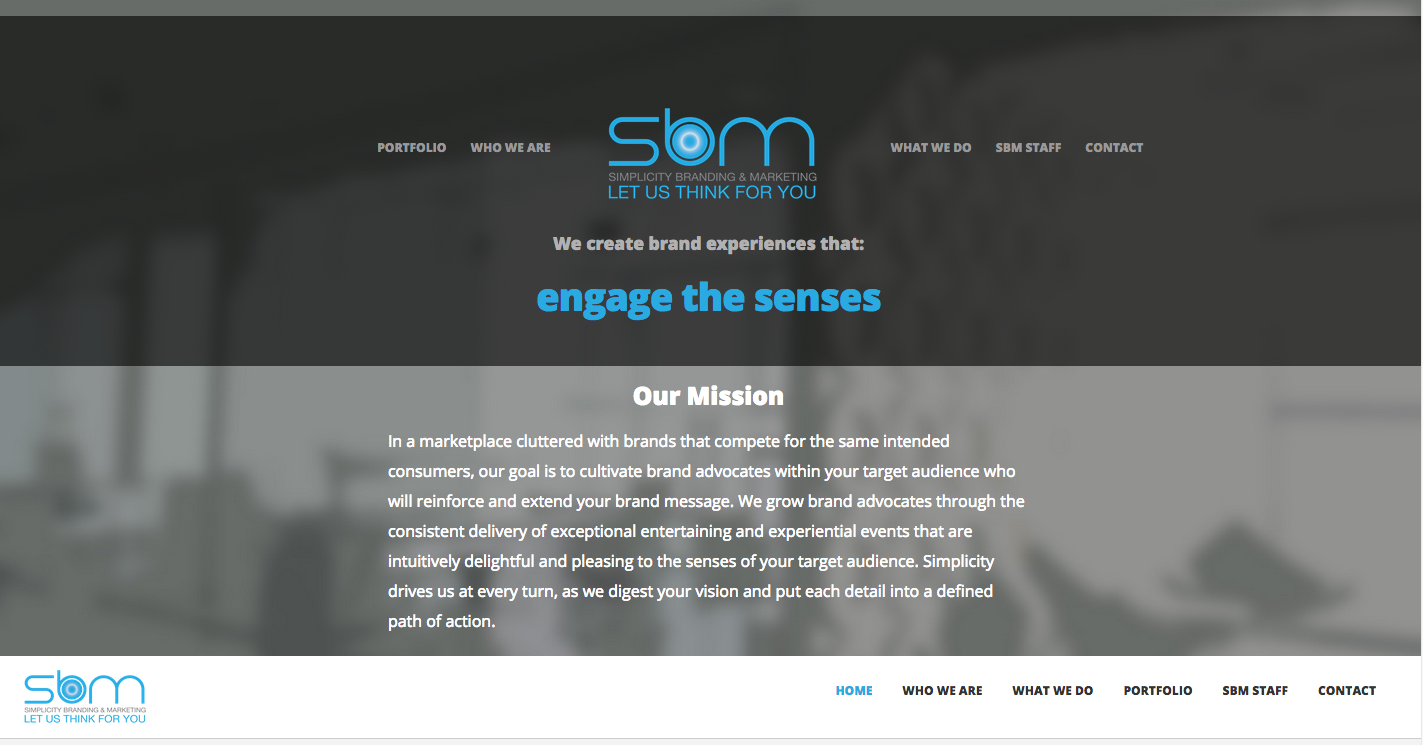 PORTFOLIO WHO WE ARE sbm WHAT WE DO SBM STAFF CONTACT
SIMPLICITY BRANDING & MARKETING
LET US THINK FOR YOU
We create brand experiences that:
engage the senses
Our Mission
In a marketplace cluttered with brands that compete for the same intended
consumers, our goal is to cultivate brand advocates within your target audience who
will reinforce and extend your brand message. We grow brand advocates through the
consistent delivery of exceptional entertaining and experiential events that are
intuitively delightful and pleasing to the senses of your target audience. Simplicity
drives us at every turn, as we digest your vision and put each detail into a defined
path of action.
sbm
SIMPLICITY BRANDING & MARKETING
LET US THINK FOR YOU
HOME WHO WE ARE WHAT WE DO PORTFOLIO SBM STAFF CONTACT